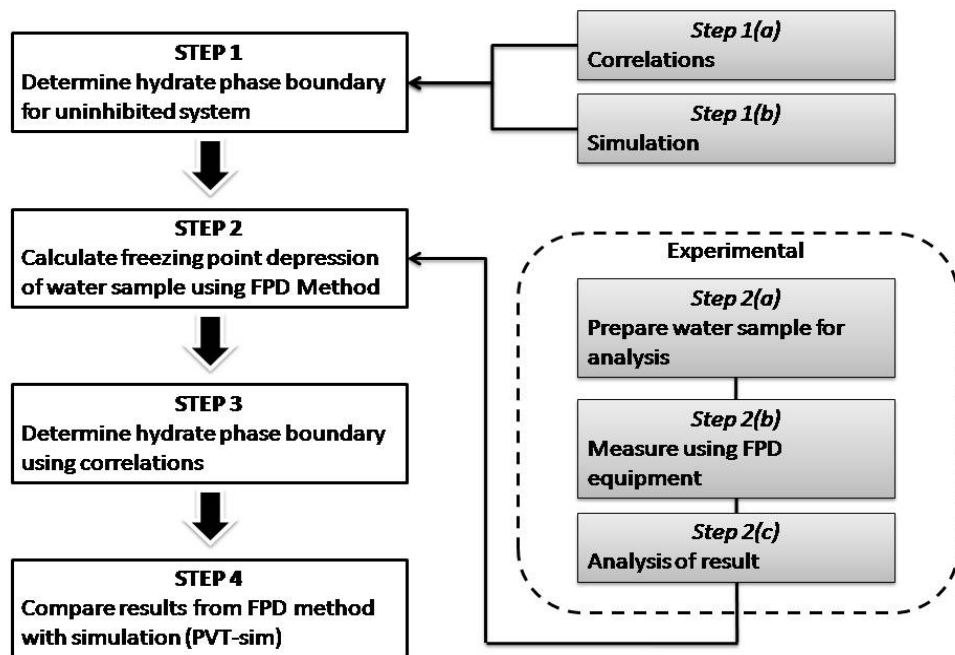 STEP 1
Determine hydrate phase boundary
for uninhibited system
Step 1(a)
Correlations
Step 1(b)
Simulation
STEP 2
Calculate freezing point depression
of water sample using FPD Method
Experimental
Step 2(a)
Prepare water sample for
analysis
Step 2(b)
Measure using FPD
equipment
Step 2(c)
Analysis of result
STEP 3
Determine hydrate phase boundary
using correlations
STEP 4
Compare results from FPD method
with simulation (PVT-sim)